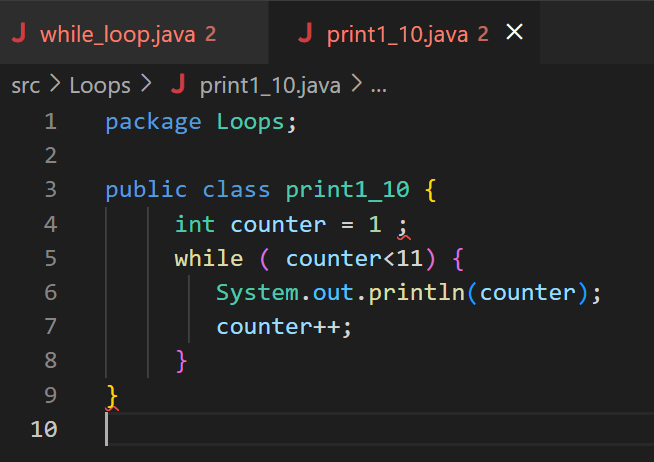 while_loop.java 2 print1_10.java 2
src > Loops > print1_10.java > ...
1 package Loops;
2
3 public class print1_10 {
4 int counter = 1 ;
5 while ( counter<11) {
6 System.out.println(counter);
7 counter++;
8 }
9 }
10